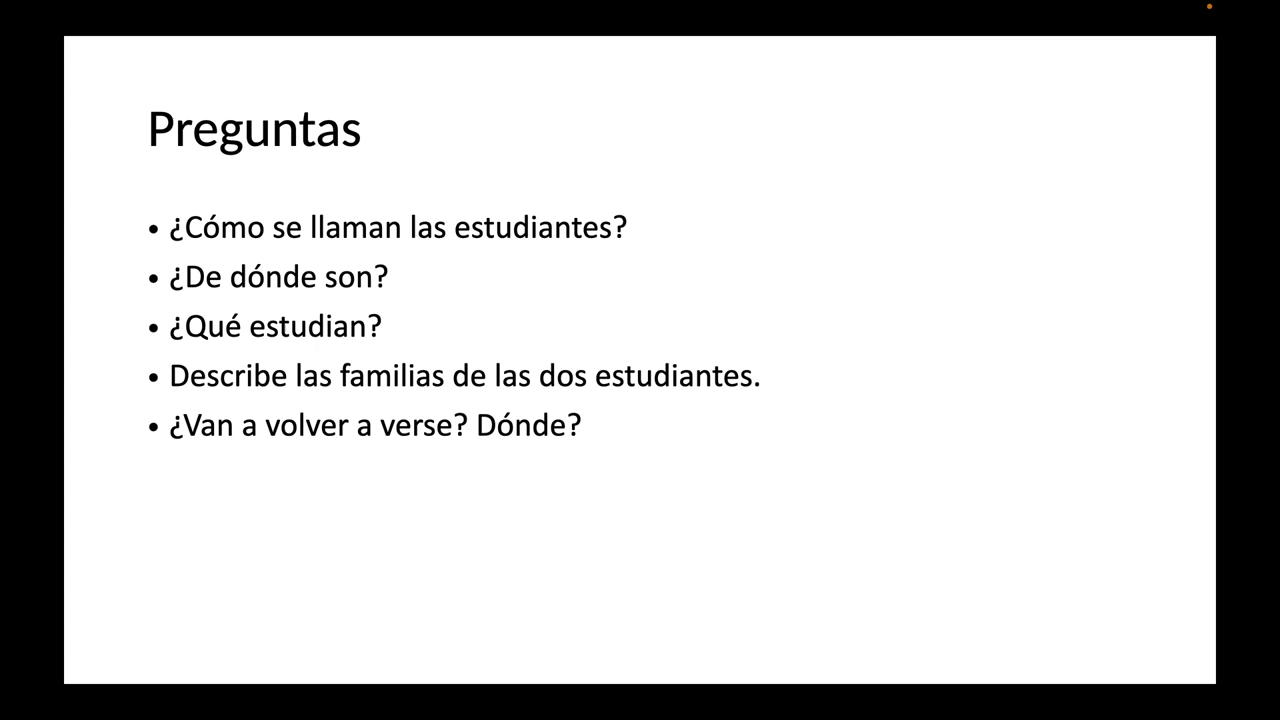 Preguntas
• ¿Cómo se llaman las estudiantes?
• ¿De dónde son?
• ¿Qué estudian?
• Describe las familias de las dos estudiantes.
• ¿Van a volver a verse? Dónde?